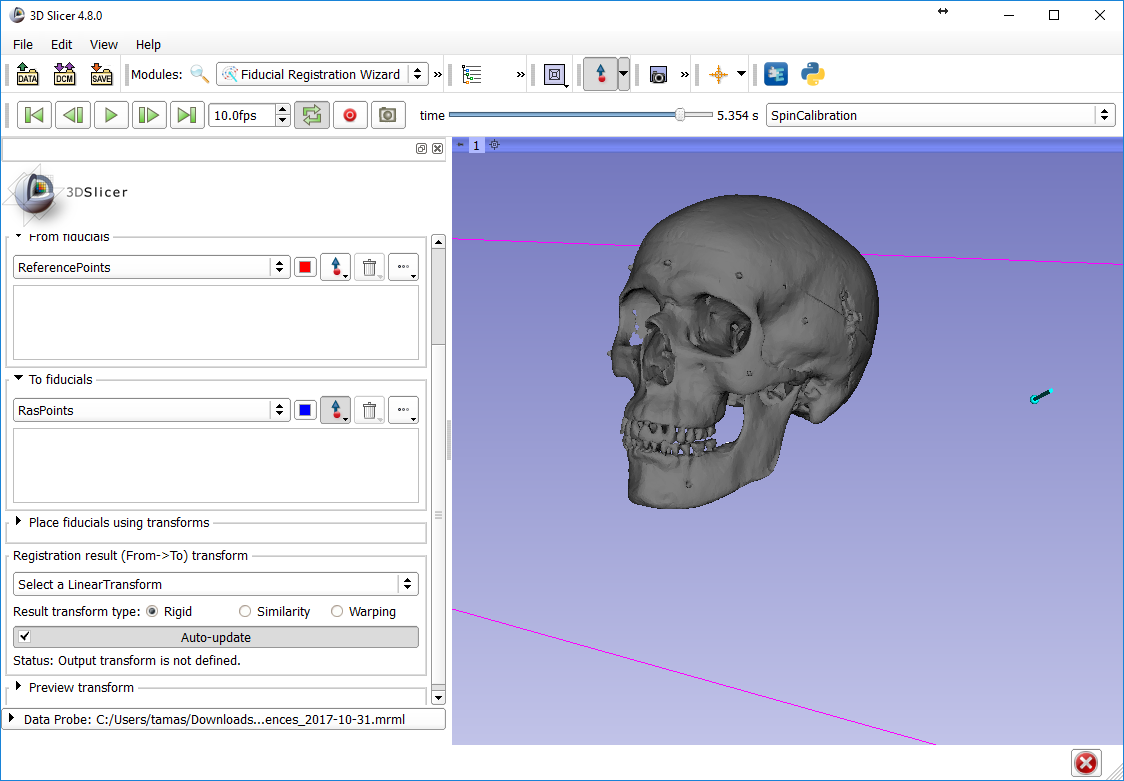 3D Slicer 4.8.0
File Edit View Help
DATA DCM SAVE Modules: Fiducial Registration Wizard » » »
10.0fps time 5.354 s SpinCalibration
1
3DSlicer
From fiducials
ReferencePoints
To fiducials
RasPoints
Place fiducials using transforms
Registration result (From->To) transform
Select a LinearTransform
Result transform type: Rigid Similarity Warping
Auto-update
Status: Output transform is not defined.
Preview transform
Data Probe: C:/Users/tamas/Downloads...ences_2017-10-31.mrml